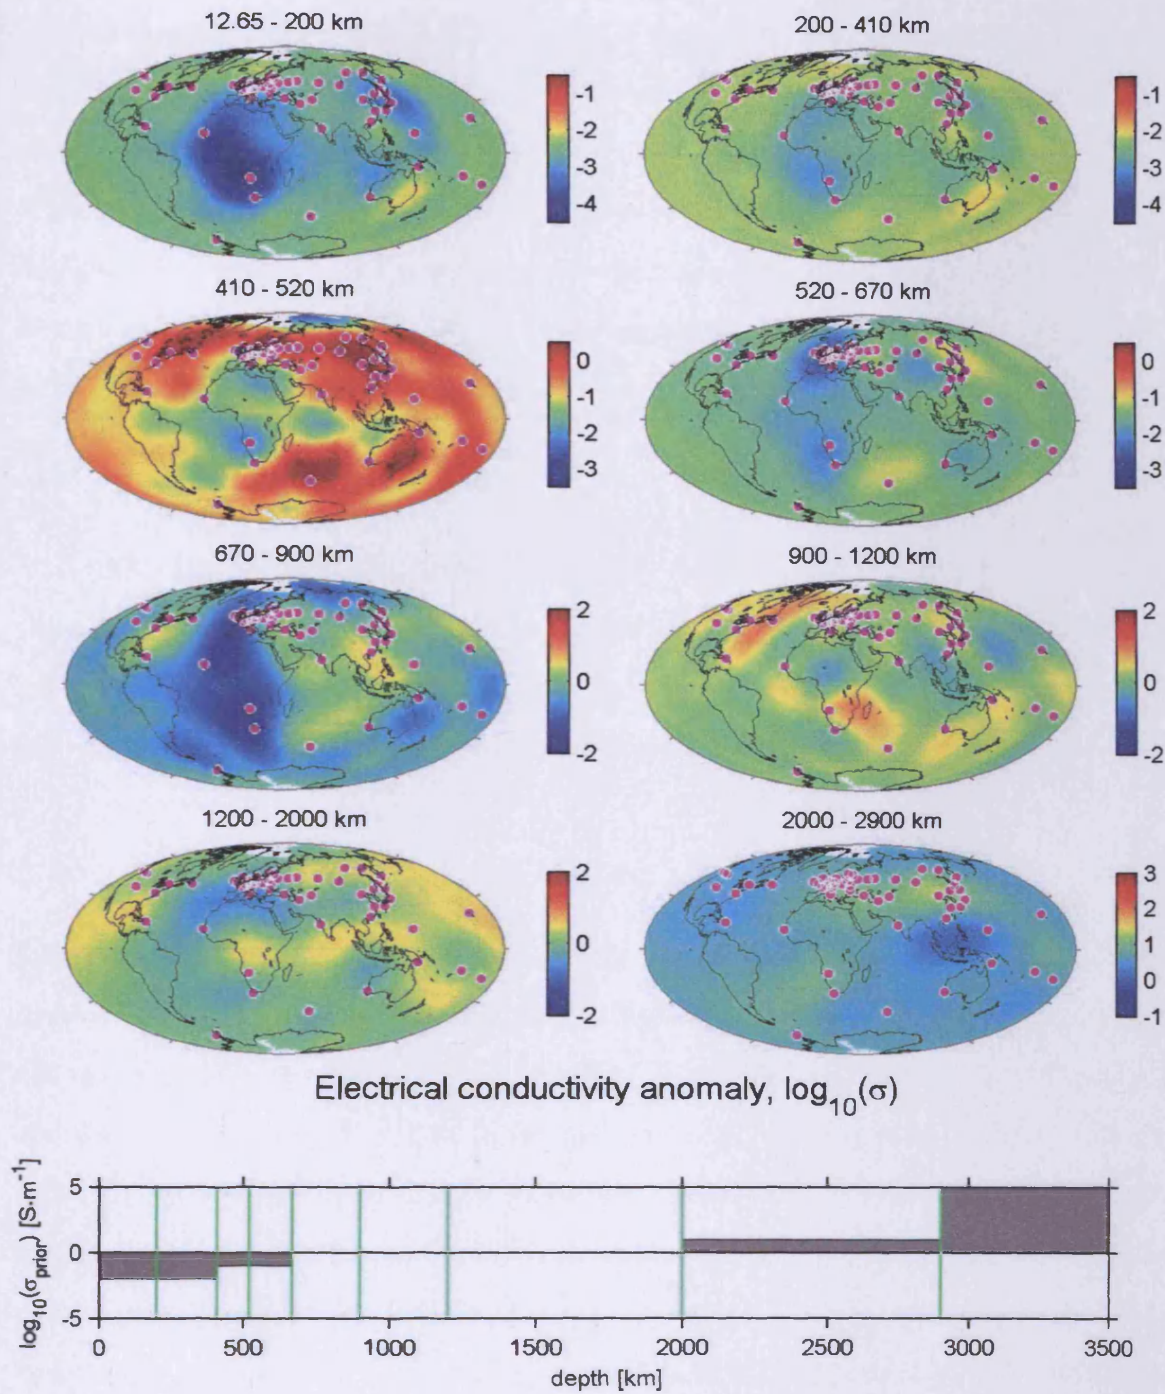 12.65 - 200 km
200 - 410 km
-1
-2
-3
-4
-1
-2
-3
-4
410 - 520 km
520 - 670 km
0
-1
-2
-3
0
-1
-2
-3
670 - 900 km
900 - 1200 km
2
0
-2
2
0
-2
1200 - 2000 km
2000 - 2900 km
2
0
-2
3
2
1
0
-1
Electrical conductivity anomaly, log10(σ)
log10(σprior) [S·m-1]
5
0
-5
0 500 1000 1500 2000 2500 3000 3500
depth [km]